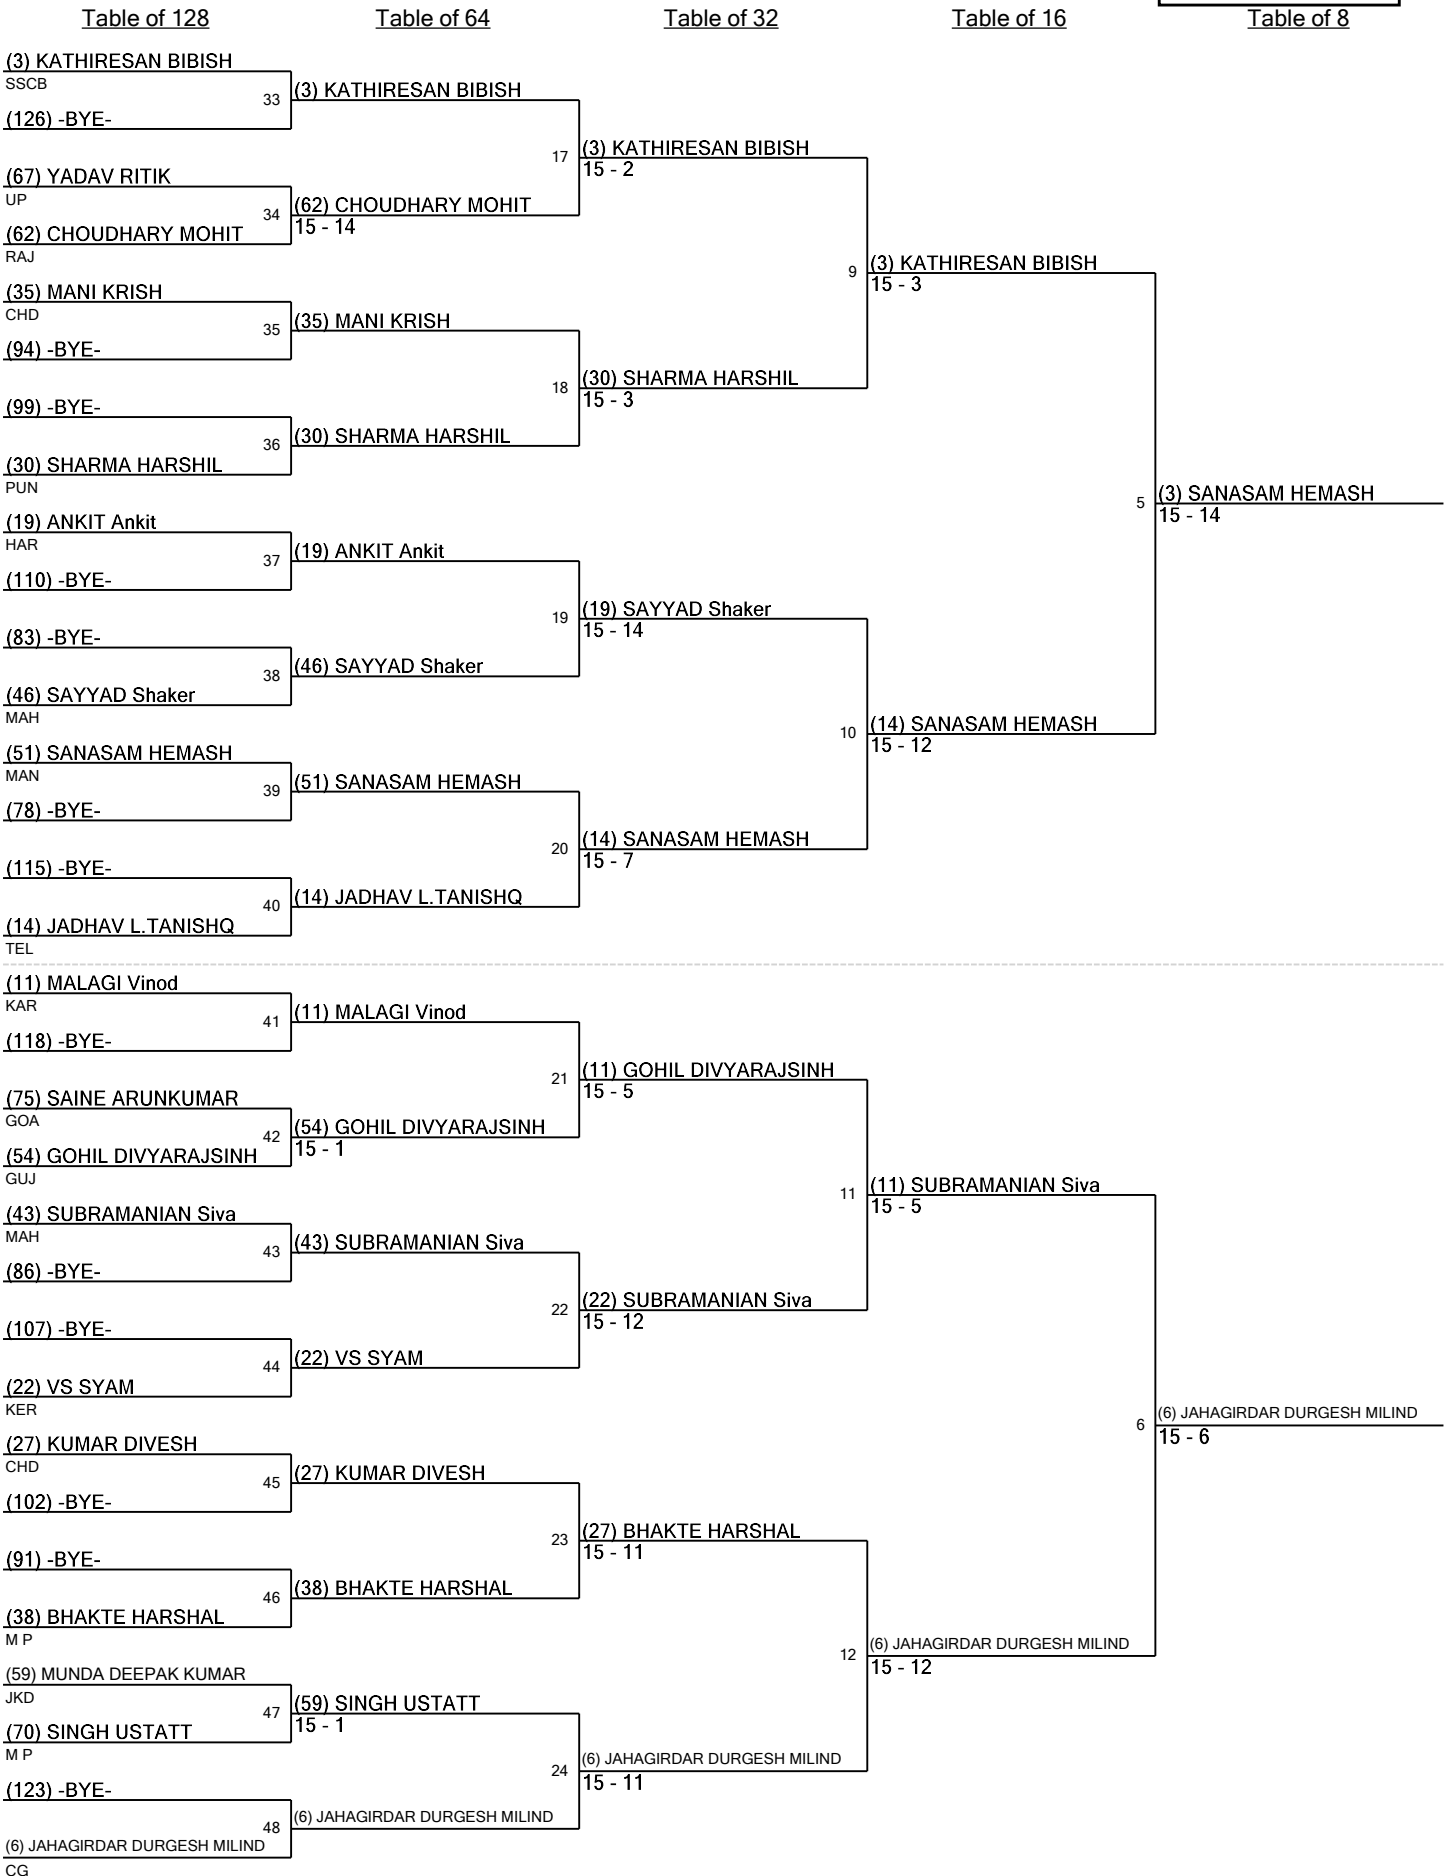 Table of 128
Table of 64
Table of 32
Table of 16
Table of 8
(3) KATHIRESAN BIBISH
SSCB
33
(126) -BYE-
(67) YADAV RITIK
UP
34
(62) CHOUDHARY MOHIT
RAJ
(35) MANI KRISH
CHD
35
(94) -BYE-
(99) -BYE-
36
(30) SHARMA HARSHIL
PUN
(19) ANKIT Ankit
HAR
37
(110) -BYE-
(83) -BYE-
38
(46) SAYYAD Shaker
MAH
(51) SANASAM HEMASH
MAN
39
(78) -BYE-
(115) -BYE-
40
(14) JADHAV L.TANISHQ
TEL
(11) MALAGI Vinod
KAR
41
(118) -BYE-
(75) SAINE ARUNKUMAR
GOA
42
(54) GOHIL DIVYARAJSINH
GUJ
(43) SUBRAMANIAN Siva
MAH
43
(86) -BYE-
(107) -BYE-
44
(22) VS SYAM
KER
(27) KUMAR DIVESH
CHD
45
(102) -BYE-
(91) -BYE-
46
(38) BHAKTE HARSHAL
M P
(59) MUNDA DEEPAK KUMAR
JKD
47
(70) SINGH USTATT
M P
(123) -BYE-
48
(6) JAHAGIRDAR DURGESH MILIND
CG
(3) KATHIRESAN BIBISH
17
(62) CHOUDHARY MOHIT
15 - 14
(35) MANI KRISH
18
(30) SHARMA HARSHIL
(19) ANKIT Ankit
19
(46) SAYYAD Shaker
(51) SANASAM HEMASH
20
(14) JADHAV L.TANISHQ
(11) MALAGI Vinod
21
(54) GOHIL DIVYARAJSINH
15 - 1
(43) SUBRAMANIAN Siva
22
(22) VS SYAM
(27) KUMAR DIVESH
23
(38) BHAKTE HARSHAL
(59) SINGH USTATT
15 - 1
24
(6) JAHAGIRDAR DURGESH MILIND
(3) KATHIRESAN BIBISH
15 - 2
9
(30) SHARMA HARSHIL
15 - 3
(19) SAYYAD Shaker
15 - 14
10
(14) SANASAM HEMASH
15 - 7
(11) GOHIL DIVYARAJSINH
15 - 5
11
(22) SUBRAMANIAN Siva
15 - 12
(27) BHAKTE HARSHAL
15 - 11
12
(6) JAHAGIRDAR DURGESH MILIND
15 - 11
(3) KATHIRESAN BIBISH
15 - 3
5
(14) SANASAM HEMASH
15 - 12
(11) SUBRAMANIAN Siva
15 - 5
6
(6) JAHAGIRDAR DURGESH MILIND
15 - 12
(3) SANASAM HEMASH
15 - 14
(6) JAHAGIRDAR DURGESH MILIND
15 - 6